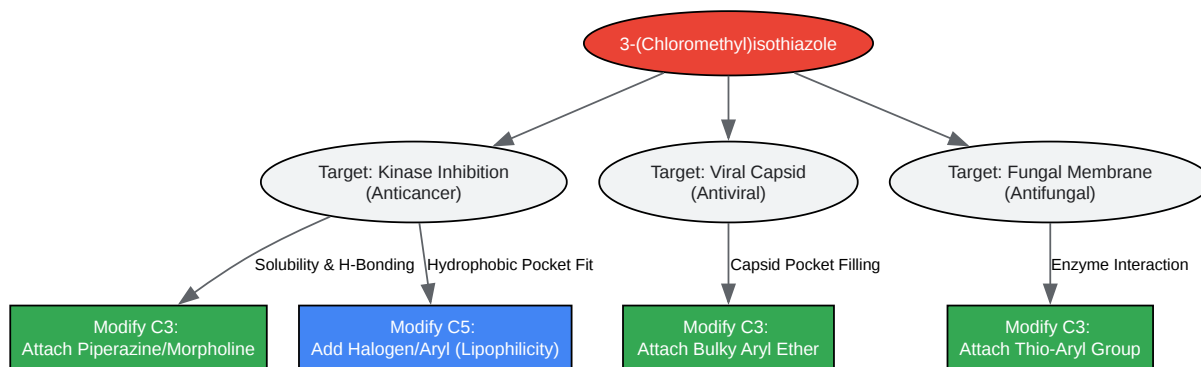 3-(Chloromethyl)isothiazole
Target: Kinase Inhibition
(Anticancer)
Target: Viral Capsid
(Antiviral)
Target: Fungal Membrane
(Antifungal)
Solubility & H-Bonding
Hydrophobic Pocket Fit
Capsid Pocket Filling
Enzyme Interaction
Modify C3:
Attach Piperazine/Morpholine
Modify C5:
Add Halogen/Aryl (Lipophilicity)
Modify C3:
Attach Bulky Aryl Ether
Modify C3:
Attach Thio-Aryl Group